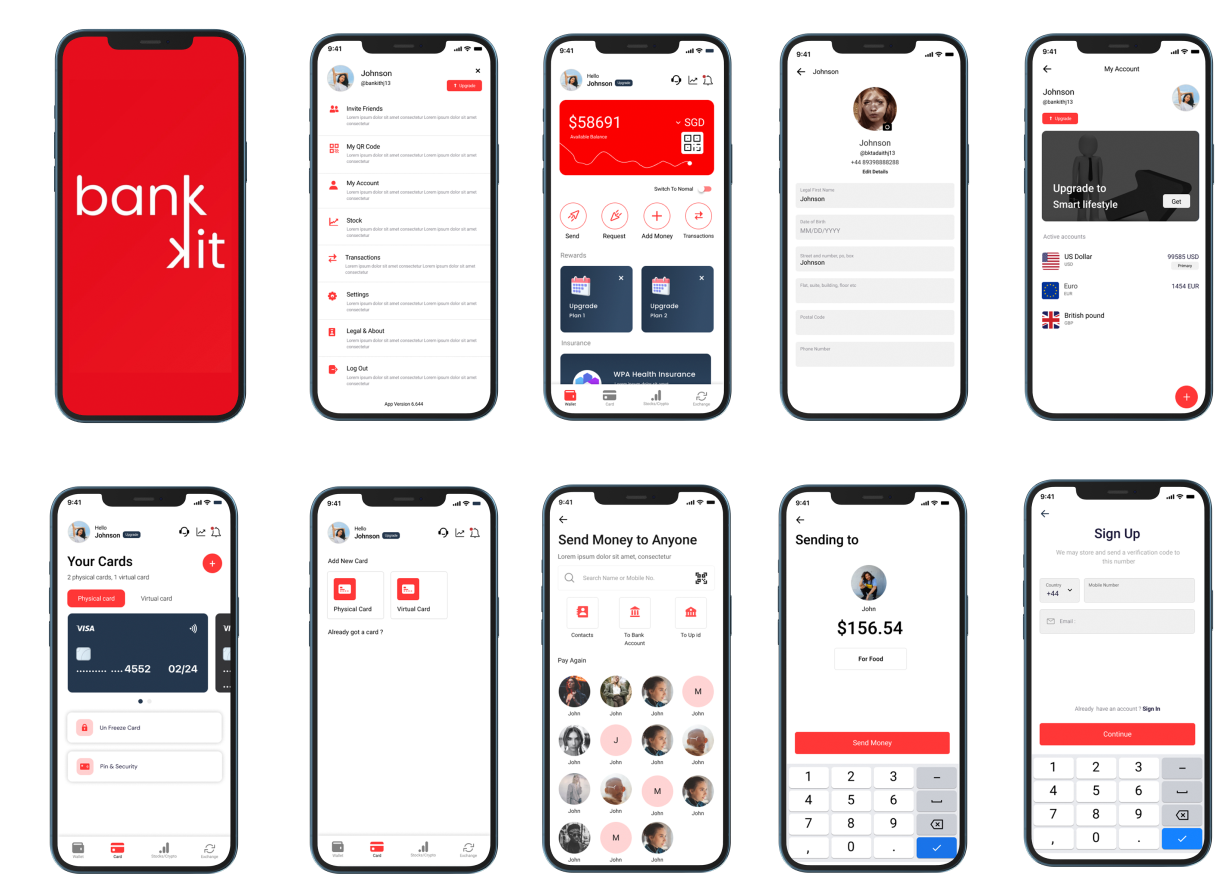 bank
kit
9:41
Johnson
@bankithj13
Upgrade
Invite Friends
Lorem ipsum dolor sit amet consectetur Lorem ipsum dolor sit amet
consectetur
My QR Code
Lorem ipsum dolor sit amet consectetur Lorem ipsum dolor sit amet
consectetur
My Account
Lorem ipsum dolor sit amet consectetur Lorem ipsum dolor sit amet
consectetur
Stock
Lorem ipsum dolor sit amet consectetur Lorem ipsum dolor sit amet
consectetur
Transactions
Lorem ipsum dolor sit amet consectetur Lorem ipsum dolor sit amet
consectetur
Settings
Lorem ipsum dolor sit amet consectetur Lorem ipsum dolor sit amet
consectetur
Legal & About
Lorem ipsum dolor sit amet consectetur Lorem ipsum dolor sit amet
consectetur
Log Out
Lorem ipsum dolor sit amet consectetur Lorem ipsum dolor sit amet
consectetur
App Version 6.644
9:41
Hello
Johnson Upgrade
$58691
SGD
Available Balance
Switch To Normal
Send Request Add Money Transactions
Rewards
Upgrade
Plan 1
Upgrade
Plan 2
Insurance
WPA Health Insurance
Wallet Card Stocks/Crypto Exchange
9:41
Johnson
Johnson
@bktadaithj13
+44 89398888288
Edit Details
Legal First Name
Johnson
Date of Birth
MM/DD/YYYY
Street and number, po, box
Johnson
Flat, suite, building, floor etc
Postal Code
Phone Number
9:41
My Account
Johnson
@bankithj13
Upgrade
Upgrade to
Smart lifestyle
Get
Active accounts
US Dollar
USD
99585 USD
Primary
Euro
EUR
1454 EUR
British pound
GBP
9:41
Hello
Johnson Upgrade
Your Cards
2 physical cards, 1 virtual card
Physical card Virtual card
VISA
VI
.......... .... 4552 02/24
Un Freeze Card
Pin & Security
Wallet Card Stocks/Crypto Exchange
9:41
Hello
Johnson Upgrade
Add New Card
Physical Card Virtual Card
Already got a card ?
Wallet Card Stocks/Crypto Exchange
9:41
Send Money to Anyone
Lorem ipsum dolor sit amet, consectetur
Search Name or Mobile No.
Contacts
To Bank
Account
To Up id
Pay Again
M
John John John John
J
John John John John
M
John John John John
M
John John John
9:41
Sending to
John
$156.54
For Food
Send Money
1 2 3 –
4 5 6
7 8 9
, 0 .
9:41
Sign Up
We may store and send a verification code to
this number
Country
+44
Mobile Number
Email
Already have an account ? Sign In
Continue
1 2 3 –
4 5 6
7 8 9
, 0 .